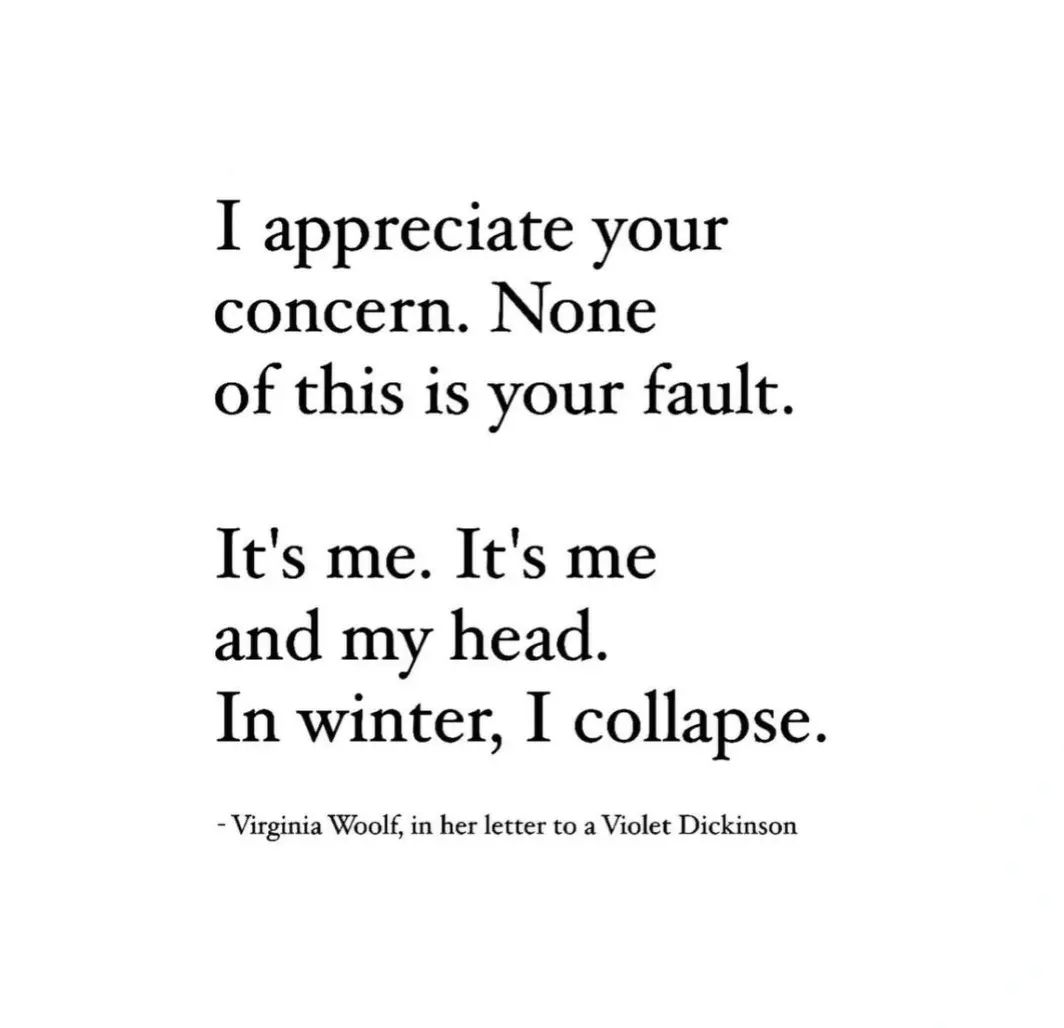 I appreciate your
concern. None
of this is your fault.
It's me. It's me
and my head.
In winter, I collapse.
- Virginia Woolf, in her letter to a Violet Dickinson